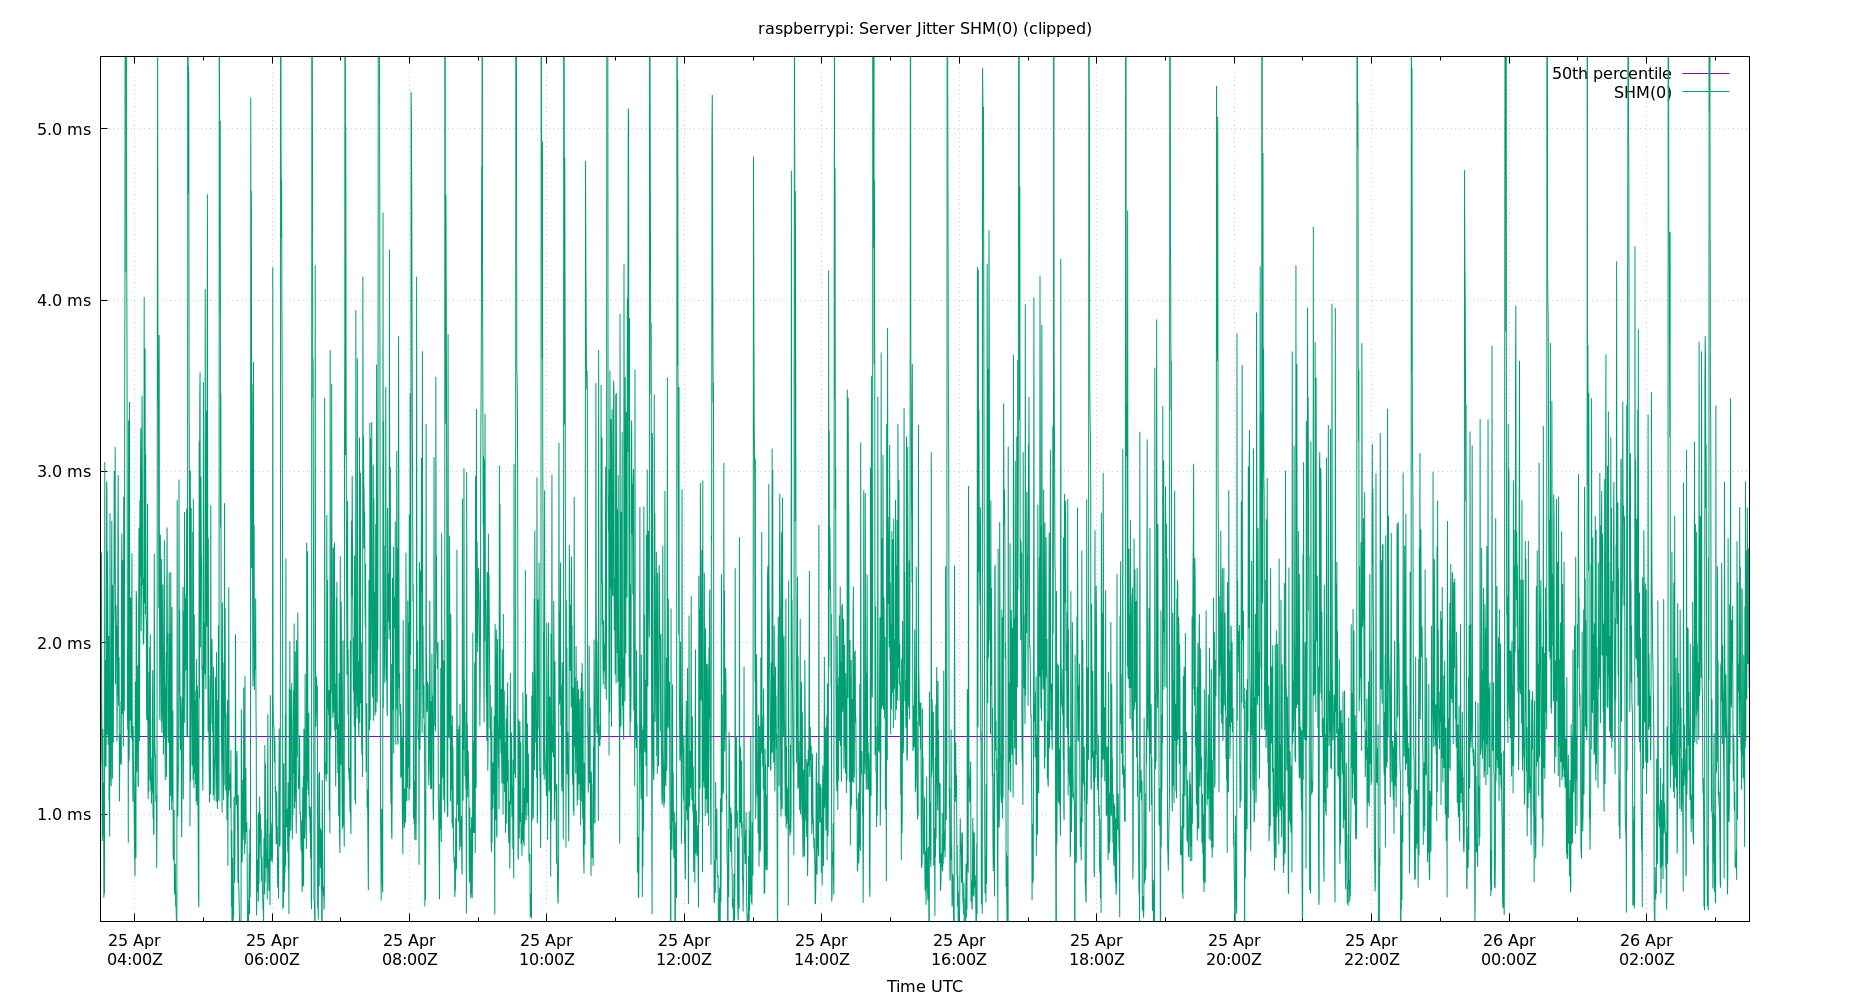 raspberrypi: Server Jitter SHM(0) (clipped)
50th percentile
SHM(0)
5.0 ms
4.0 ms
3.0 ms
2.0 ms
1.0 ms
25 Apr 25 Apr 25 Apr 25 Apr 25 Apr 25 Apr 25 Apr 25 Apr 25 Apr 25 Apr 26 Apr 26 Apr
04:00Z 06:00Z 08:00Z 10:00Z 12:00Z 14:00Z 16:00Z 18:00Z 20:00Z 22:00Z 00:00Z 02:00Z
Time UTC